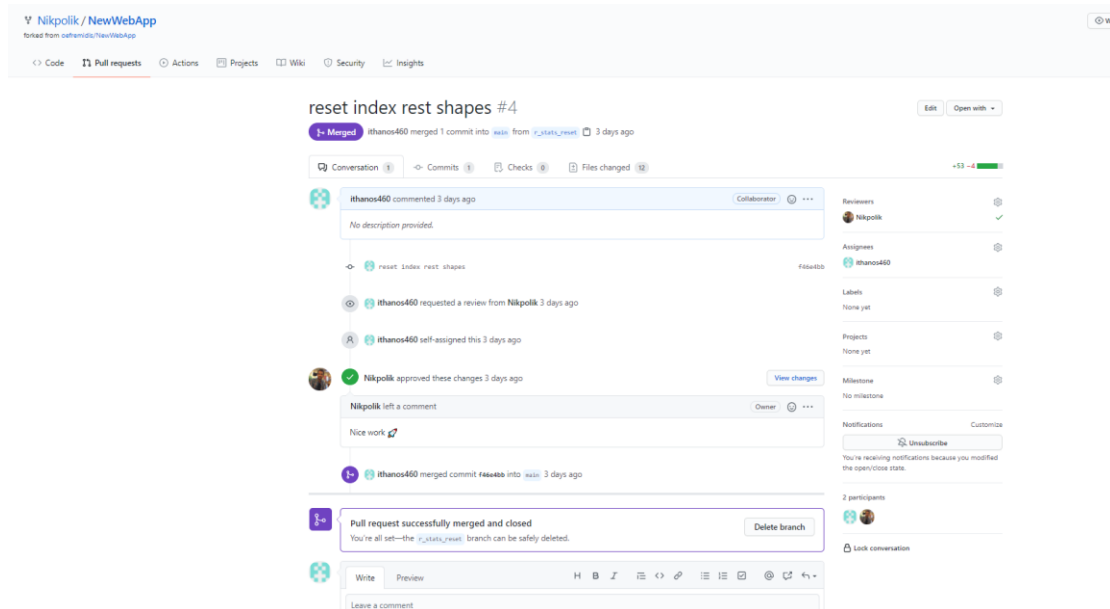 Nikpolik / NewWebApp
forked from oefremidis/NewWebApp
Code Pull requests Actions Projects Wiki Security Insights
reset index rest shapes #4
Edit Open with
Merged ithanos460 merged 1 commit into main from r_stats_reset 3 days ago
Conversation 1 Commits 1 Checks 0 Files changed 12
+53 −4
ithanos460 commented 3 days ago
Collaborator
No description provided.
reset index rest shapes
f46e4bb
ithanos460 requested a review from Nikpolik 3 days ago
ithanos460 self-assigned this 3 days ago
Nikpolik approved these changes 3 days ago
View changes
Nikpolik left a comment
Owner
Nice work 🚀
ithanos460 merged commit f46e4bb into main 3 days ago
Pull request successfully merged and closed
You're all set—the r_stats_reset branch can be safely deleted.
Delete branch
Write Preview
H B I
Leave a comment
Reviewers
Nikpolik
Assignees
ithanos460
Labels
None yet
Projects
None yet
Milestone
No milestone
Notifications Customize
Unsubscribe
You're receiving notifications because you modified
the open/close state.
2 participants
Lock conversation